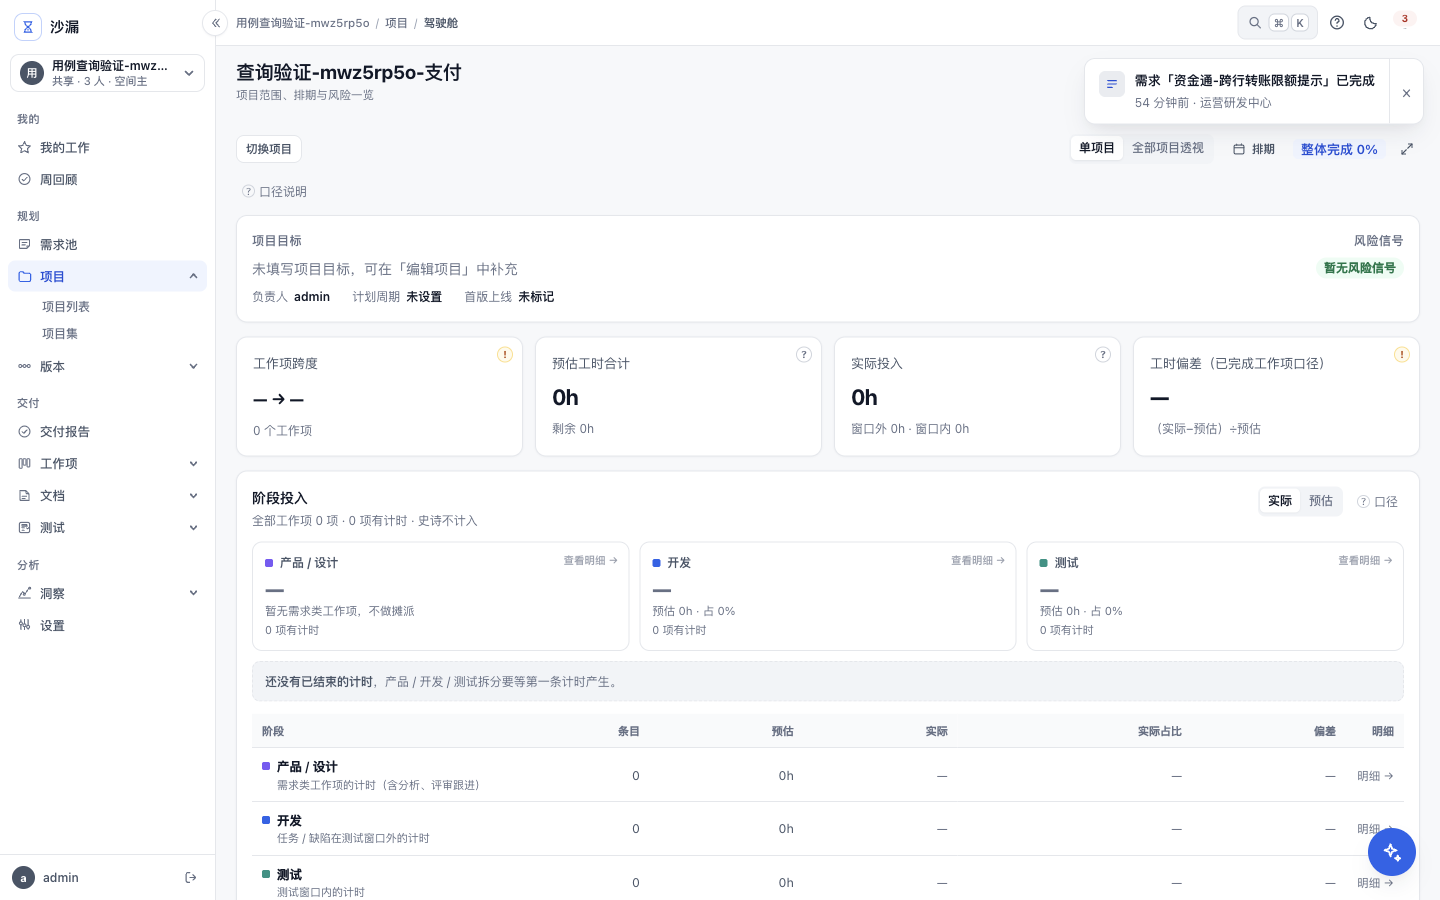 沙漏
用
用例查询验证-mwz...
共享 · 3 人 · 空间主
我的
我的工作
周回顾
规划
需求池
项目
项目列表
项目集
版本
交付
交付报告
工作项
文档
测试
分析
洞察
设置
a
admin
用例查询验证-mwz5rp5o / 项目 / 驾驶舱
⌘ K
3
查询验证-mwz5rp5o-支付
项目范围、排期与风险一览
需求「资金通-跨行转账限额提示」已完成
54 分钟前 · 运营研发中心
切换项目
单项目 全部项目透视 排期 整体完成 0%
? 口径说明
项目目标
风险信号
未填写项目目标，可在「编辑项目」中补充
暂无风险信号
负责人 admin 计划周期 未设置 首版上线 未标记
工作项跨度 !
— → —
0 个工作项
预估工时合计 ?
0h
剩余 0h
实际投入 ?
0h
窗口外 0h · 窗口内 0h
工时偏差（已完成工作项口径） !
—
（实际−预估）÷预估
阶段投入
全部工作项 0 项 · 0 项有计时 · 史诗不计入
实际 预估 ? 口径
产品 / 设计 查看明细 →
—
暂无需求类工作项，不做摊派
0 项有计时
开发 查看明细 →
—
预估 0h · 占 0%
0 项有计时
测试 查看明细 →
—
预估 0h · 占 0%
0 项有计时
还没有已结束的计时，产品 / 开发 / 测试拆分要等第一条计时产生。
阶段 条目 预估 实际 实际占比 偏差 明细
产品 / 设计
需求类工作项的计时（含分析、评审跟进）
0 0h — — — 明细 →
开发
任务 / 缺陷在测试窗口外的计时
0 0h — — — 明细
测试
测试窗口内的计时
0 0h — — — 明细 →